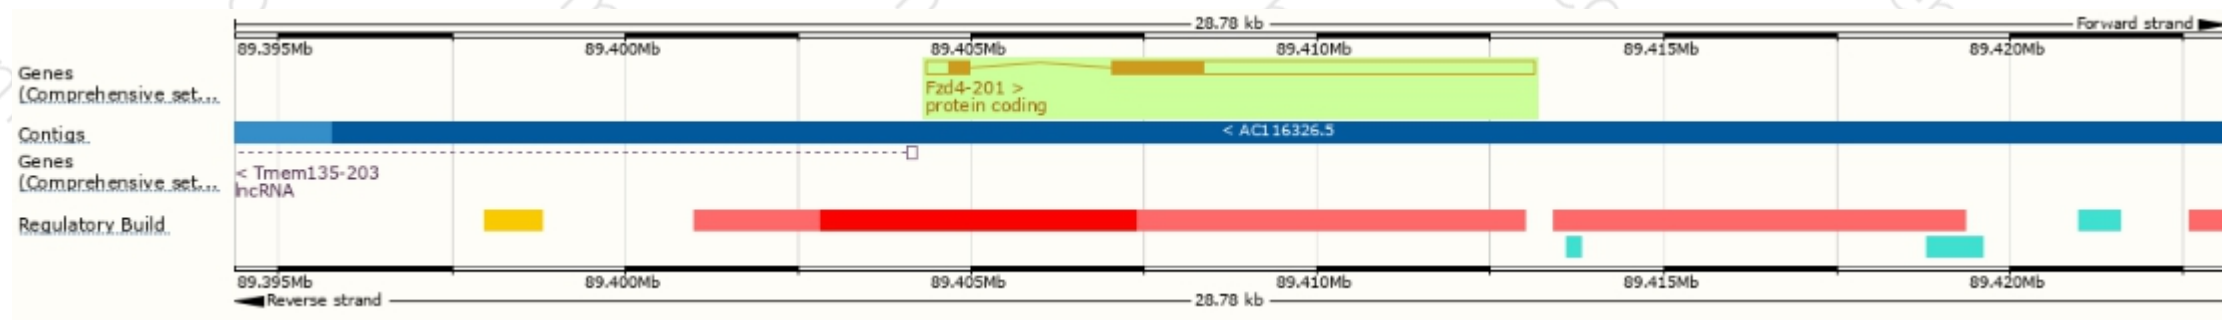 28.78 kb Forward strand
89.395Mb 89.400Mb 89.405Mb 89.410Mb 89.415Mb 89.420Mb
Genes
(Comprehensive set...
Fzd4-201 >
protein coding
Contigs < AC116326.5
Genes
(Comprehensive set...
< Tmem135-203
lncRNA
Regulatory Build
89.395Mb 89.400Mb 89.405Mb 89.410Mb 89.415Mb 89.420Mb
Reverse strand 28.78 kb